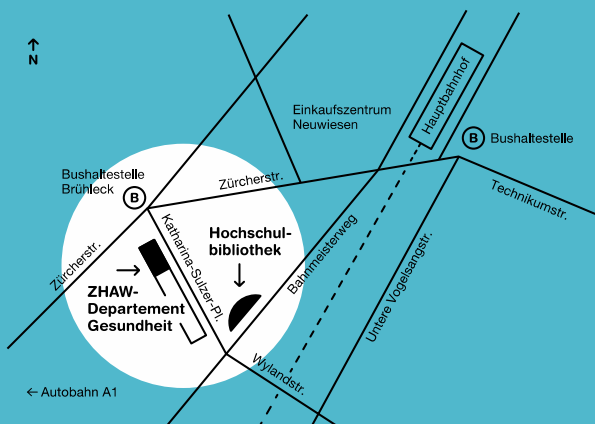 N
Einkaufszentrum
Neuwiesen
Hauptbahnhof
B
Bushaltestelle
Bushaltestelle
Brühleck
B
Zürcherstr.
Technikumstr.
Hochschul-
bibliothek
Katharina-Sulzer-Pl.
Bahnmeisterweg
Zürcherstr.
ZHAW-
Departement
Gesundheit
Untere Vogelsangstr.
Wylandstr.
← Autobahn A1